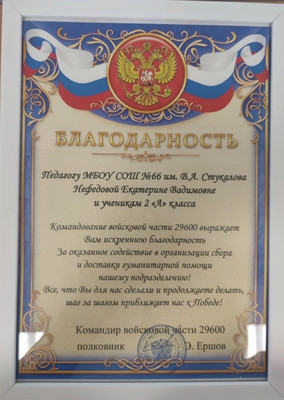 БЛАГОДАРНОСТЬ
Педагогу МБОУ СОШ №66 им. В.А. Стукалова
Нефедовой Екатерине Вадимовне
и ученикам 2 «А» класса
Командование войсковой части 29600 выражает
Вам искреннюю благодарность
За оказанное содействие в организации сбора
и доставки гуманитарной помощи
нашему подразделению!
Все, что Вы для нас сделали и продолжаете делать,
шаг за шагом приближает нас к Победе!
Командир войсковой части 29600
полковник Э. Ершов